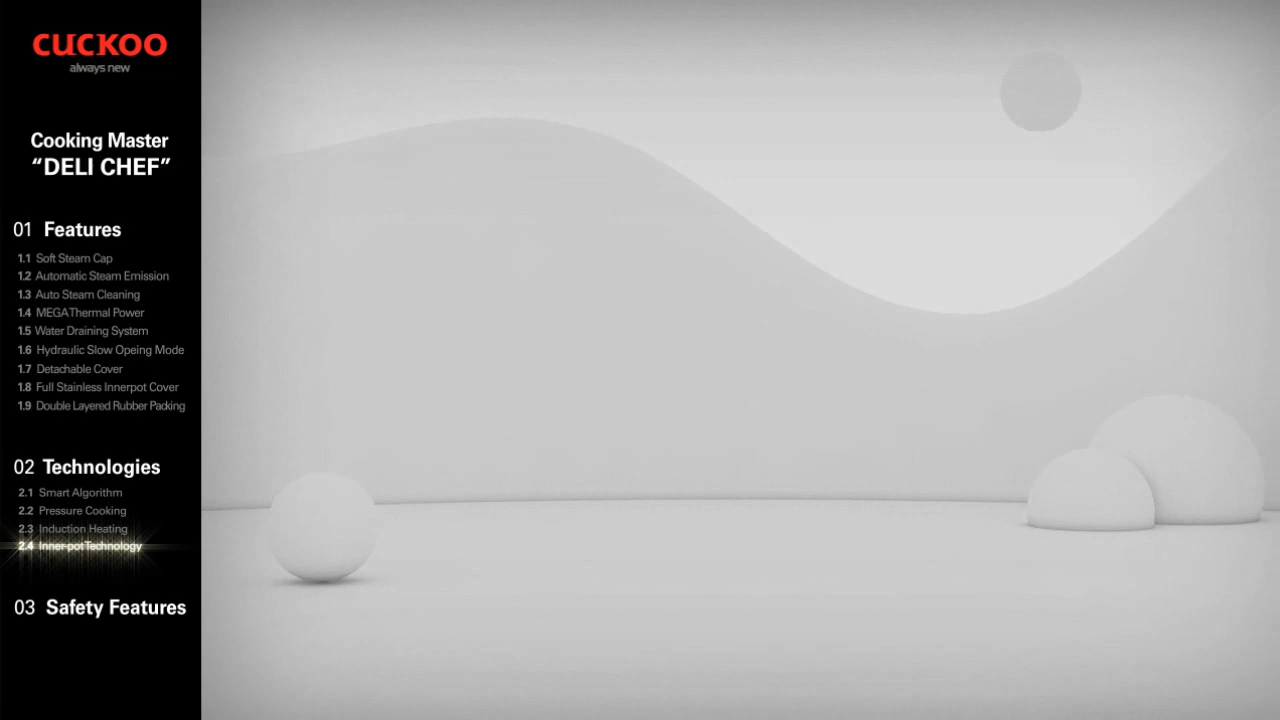 CUCKOO
always new
Cooking Master
“DELI CHEF”
01 Features
1.1 Soft Steam Cap
1.2 Automatic Steam Emission
1.3 Auto Steam Cleaning
1.4 MEGA Thermal Power
1.5 Water Draining System
1.6 Hydraulic Slow Opeing Mode
1.7 Detachable Cover
1.8 Full Stainless Innerpot Cover
1.9 Double Layered Rubber Packing
02 Technologies
2.1 Smart Algorithm
2.2 Pressure Cooking
2.3 Induction Heating
2.4 Inner-pot Technology
03 Safety Features